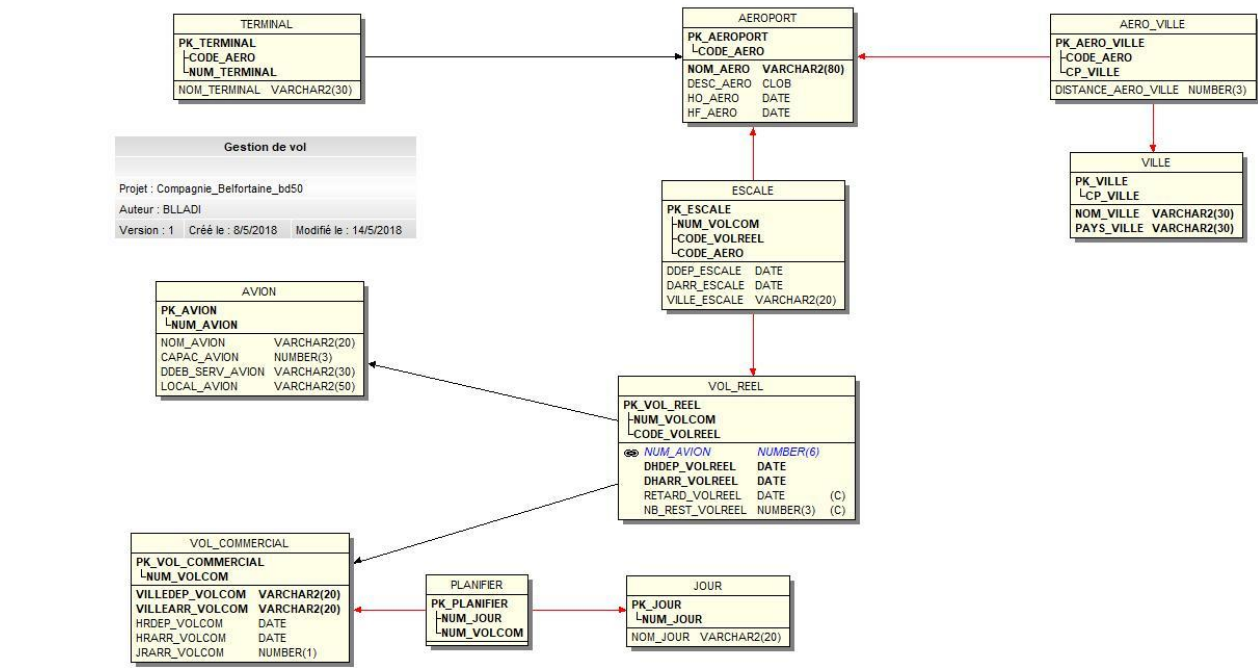 TERMINAL
PK_TERMINAL
CODE_AERO
NUM_TERMINAL
NOM_TERMINAL VARCHAR2(30)
AEROPORT
PK_AEROPORT
CODE_AERO
NOM_AERO VARCHAR2(80)
DESC_AERO CLOB
HO_AERO DATE
HF_AERO DATE
AERO_VILLE
PK_AERO_VILLE
CODE_AERO
CP_VILLE
DISTANCE_AERO_VILLE NUMBER(3)
Gestion de vol
Projet : Compagnie_Belfortaine_bd50
Auteur : BLLADI
Version : 1 Créé le : 8/5/2018 Modifié le : 14/5/2018
VILLE
PK_VILLE
CP_VILLE
NOM_VILLE VARCHAR2(30)
PAYS_VILLE VARCHAR2(30)
ESCALE
PK_ESCALE
NUM_VOLCOM
CODE_VOLREEL
CODE_AERO
DDEP_ESCALE DATE
DARR_ESCALE DATE
VILLE_ESCALE VARCHAR2(20)
AVION
PK_AVION
NUM_AVION
NOM_AVION VARCHAR2(20)
CAPAC_AVION NUMBER(3)
DDEB_SERV_AVION VARCHAR2(30)
LOCAL_AVION VARCHAR2(50)
VOL_REEL
PK_VOL_REEL
NUM_VOLCOM
CODE_VOLREEL
NUM_AVION NUMBER(6)
DHDEP_VOLREEL DATE
DHARR_VOLREEL DATE
RETARD_VOLREEL DATE (C)
NB_REST_VOLREEL NUMBER(3) (C)
VOL_COMMERCIAL
PK_VOL_COMMERCIAL
NUM_VOLCOM
VILLEDEP_VOLCOM VARCHAR2(20)
VILLEARR_VOLCOM VARCHAR2(20)
HRDEP_VOLCOM DATE
HRARR_VOLCOM DATE
JRARR_VOLCOM NUMBER(1)
PLANIFIER
PK_PLANIFIER
NUM_JOUR
NUM_VOLCOM
JOUR
PK_JOUR
NUM_JOUR
NOM_JOUR VARCHAR2(20)